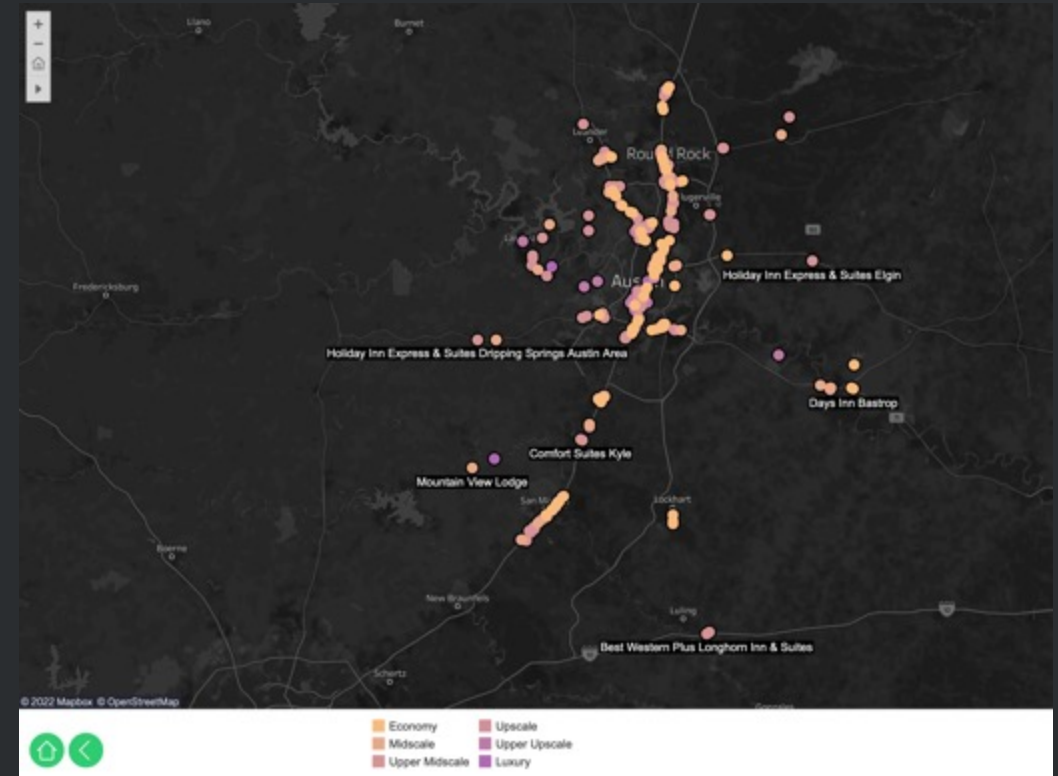 Llano
Burnet
Leander
Round Rock
Austin
Holiday Inn Express & Suites Elgin
Fredericksburg
Holiday Inn Express & Suites Dripping Springs Austin Area
Days Inn Bastrop
Comfort Suites Kyle
Mountain View Lodge
San M
Lockhart
Boerne
New Braunfels
Luling
Best Western Plus Longhorn Inn & Suites
Schertz
Gonzales
© 2022 Mapbox © OpenStreetMap
Economy
Midscale
Upper Midscale
Upscale
Upper Upscale
Luxury